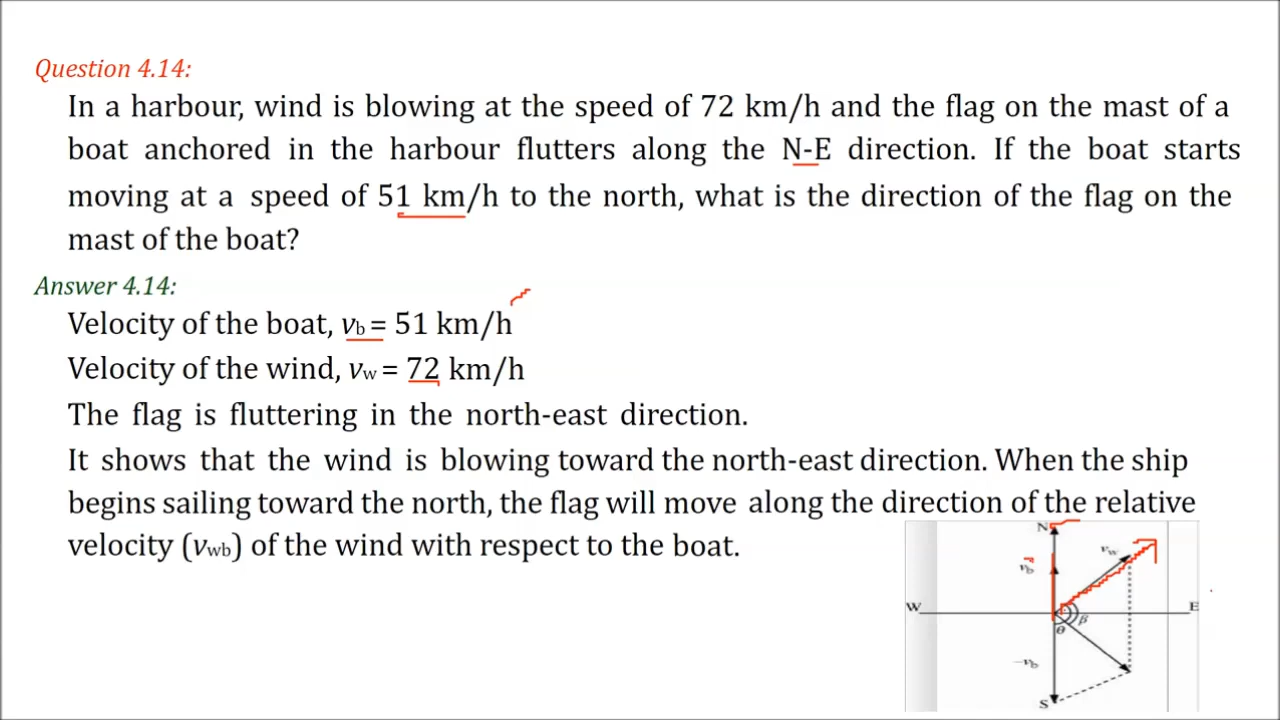 Question 4.14:
In a harbour, wind is blowing at the speed of 72 km/h and the flag on the mast of a
boat anchored in the harbour flutters along the N-E direction. If the boat starts
moving at a speed of 51 km/h to the north, what is the direction of the flag on the
mast of the boat?
Answer 4.14:
Velocity of the boat, vb = 51 km/h
Velocity of the wind, vw = 72 km/h
The flag is fluttering in the north-east direction.
It shows that the wind is blowing toward the north-east direction. When the ship
begins sailing toward the north, the flag will move along the direction of the relative
velocity (vwb) of the wind with respect to the boat.
N
vw
vb
W
E
θ
β
−vb
S